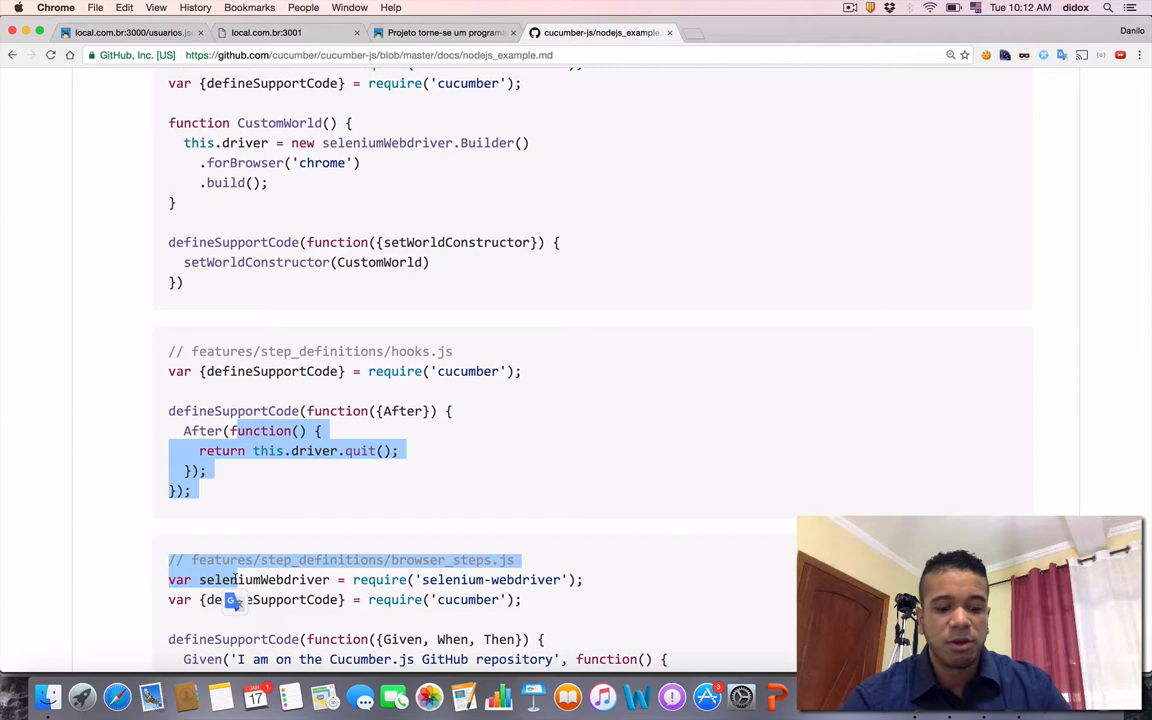 Chrome File Edit View History Bookmarks People Window Help Tue 10:12 AM didox
local.com.br:3000/usuarios.jso local.com.br:3001 Projeto torne-se um programa cucumber-js/nodejs_example. Danilo
GitHub, Inc. [US] https://github.com/cucumber/cucumber-js/blob/master/docs/nodejs_example.md
var {defineSupportCode} = require('cucumber');
function CustomWorld() {
this.driver = new seleniumWebdriver.Builder()
.forBrowser('chrome')
.build();
}
defineSupportCode(function({setWorldConstructor}) {
setWorldConstructor(CustomWorld)
})
// features/step_definitions/hooks.js
var {defineSupportCode} = require('cucumber');
defineSupportCode(function({After}) {
After(function() {
return this.driver.quit();
});
});
// features/step_definitions/browser_steps.js
var seleniumWebdriver = require('selenium-webdriver');
var {de eSupportCode} = require('cucumber');
defineSupportCode(function({Given, When, Then}) {
Given('I am on the Cucumber.js GitHub repository', function() {
JAN
17
1
3